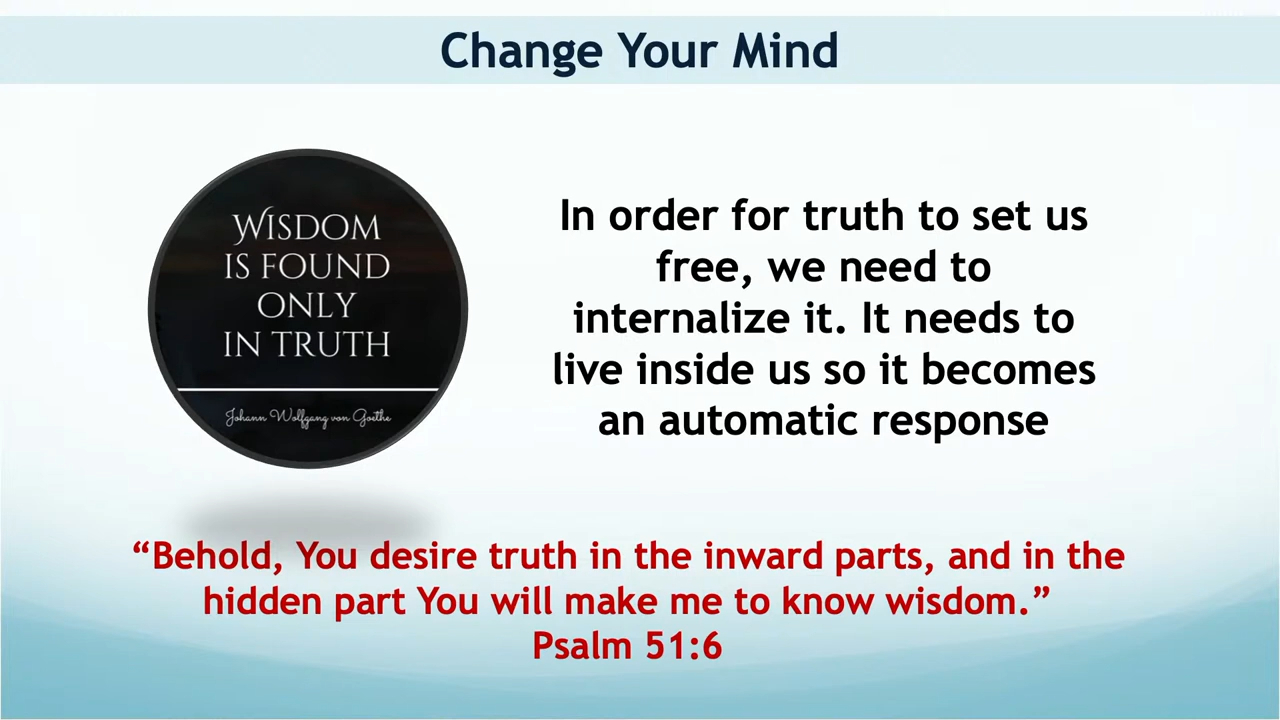 Change Your Mind
WISDOM
IS FOUND
ONLY
IN TRUTH
Johann Wolfgang von Goethe
In order for truth to set us
free, we need to
internalize it. It needs to
live inside us so it becomes
an automatic response
“Behold, You desire truth in the inward parts, and in the
hidden part You will make me to know wisdom.”
Psalm 51:6